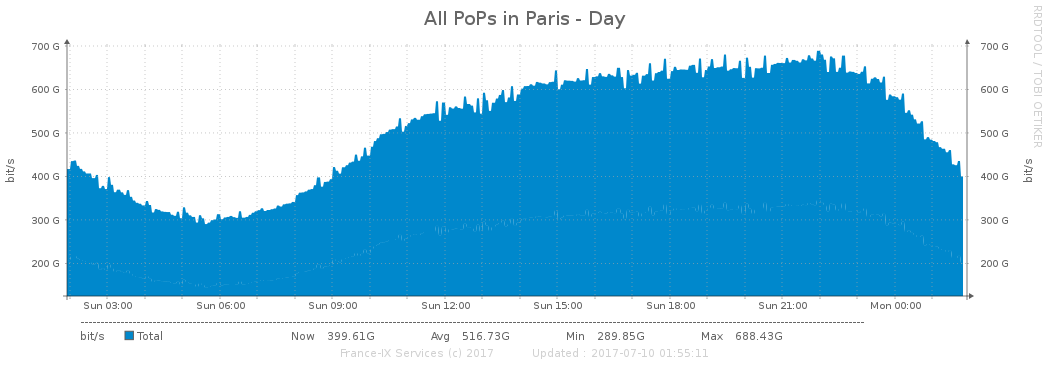 All PoPs in Paris - Day
RRDTOOL / TOBI OETIKER
700 G 700 G
600 G 600 G
500 G 500 G
400 G 400 G
300 G 300 G
200 G 200 G
bit/s bit/s
Sun 03:00 Sun 06:00 Sun 09:00 Sun 12:00 Sun 15:00 Sun 18:00 Sun 21:00 Mon 00:00
bit/s Total Now 399.61G Avg 516.73G Min 289.85G Max 688.43G
France-IX Services (c) 2017 Updated : 2017-07-10 01:55:11